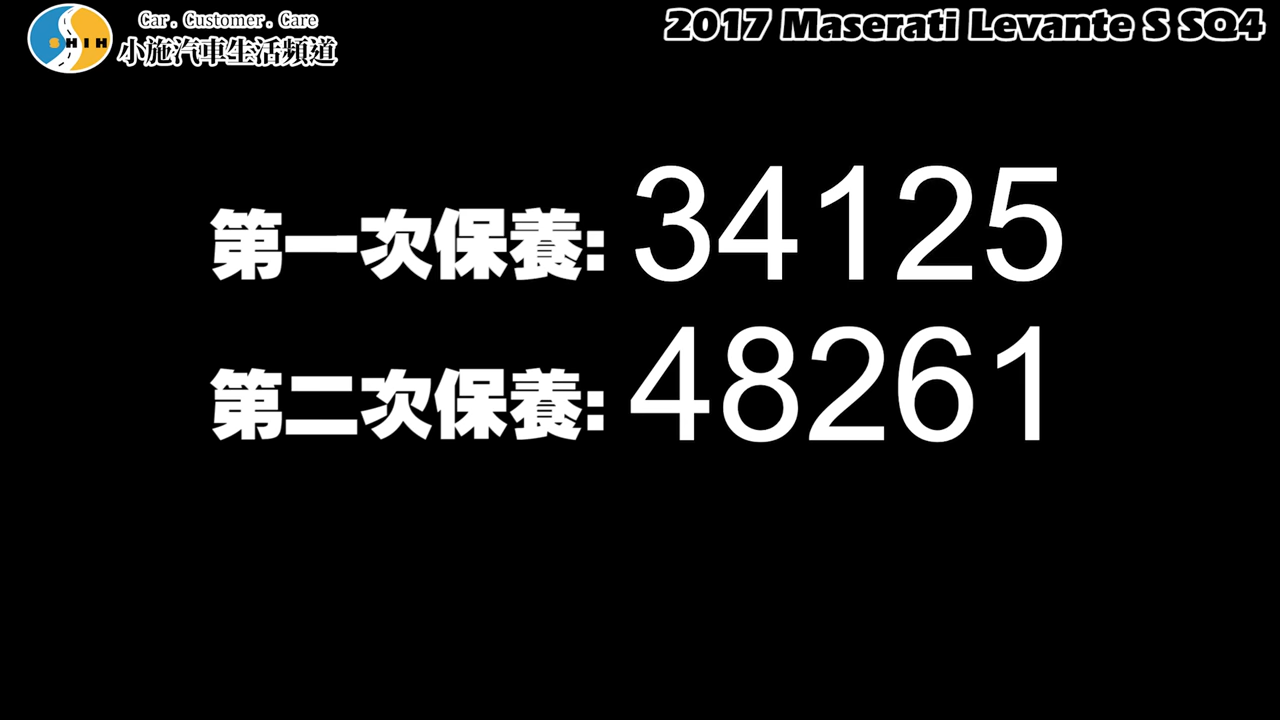 Car . Customer . Care
SHIH
小施汽車生活頻道
2017 Maserati Levante S SQ4
第一次保養: 34125
第二次保養: 48261